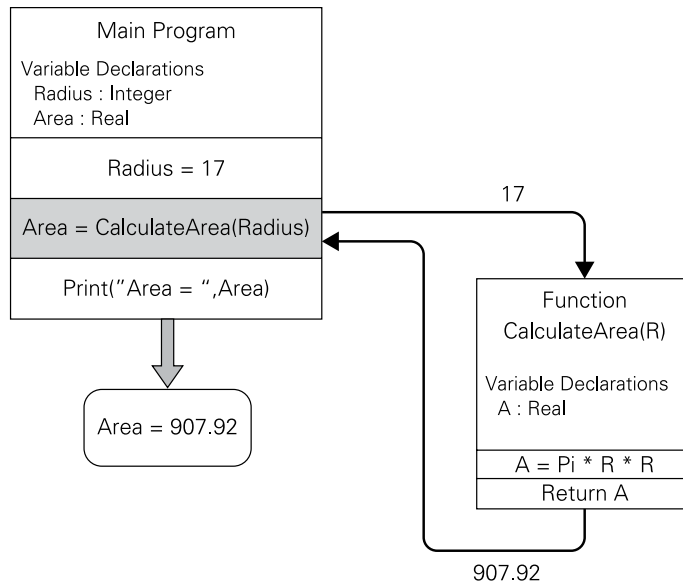 Main Program
Variable Declarations
Radius : Integer
Area : Real
Radius = 17
Area = CalculateArea(Radius)
Print(”Area = “,Area)
Area = 907.92
17
Function
CalculateArea(R)
Variable Declarations
A : Real
A = Pi * R * R
Return A
907.92